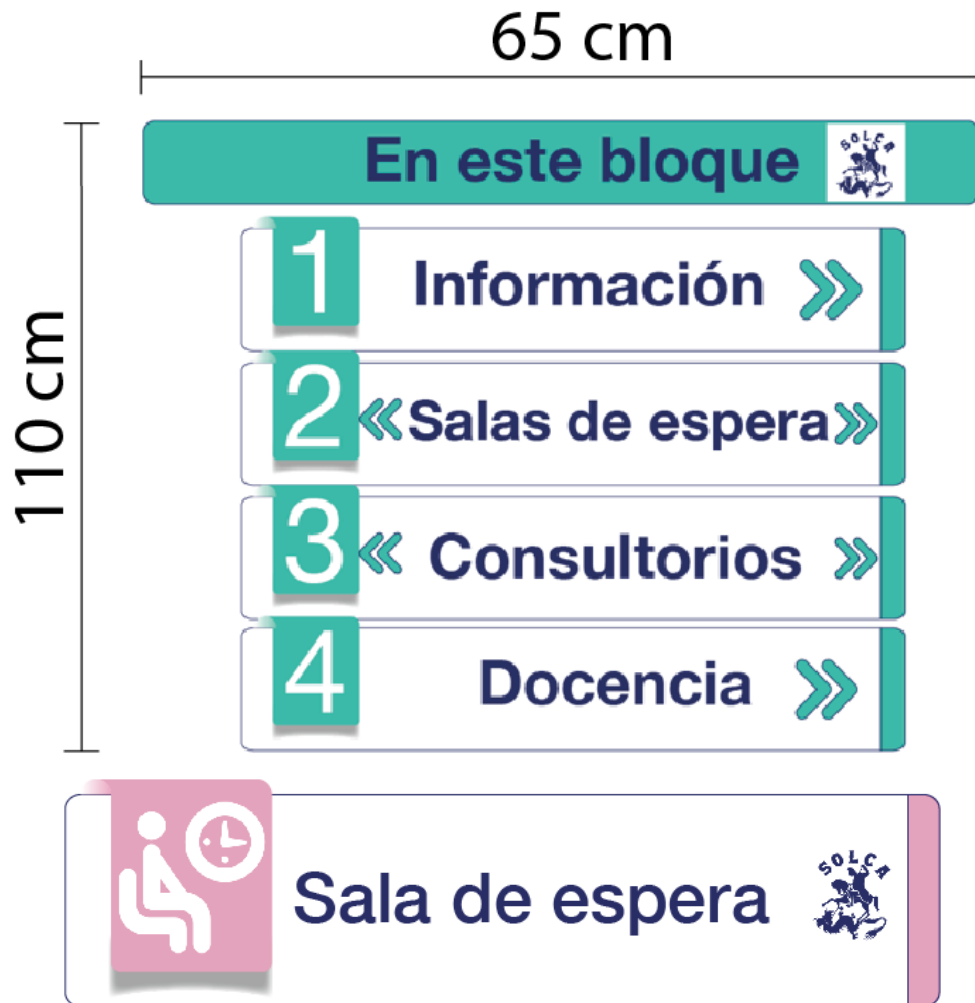 65 cm
110 cm
En este bloque
SOLCA
1 Información
2 Salas de espera
3 Consultorios
4 Docencia
Sala de espera
SOLCA